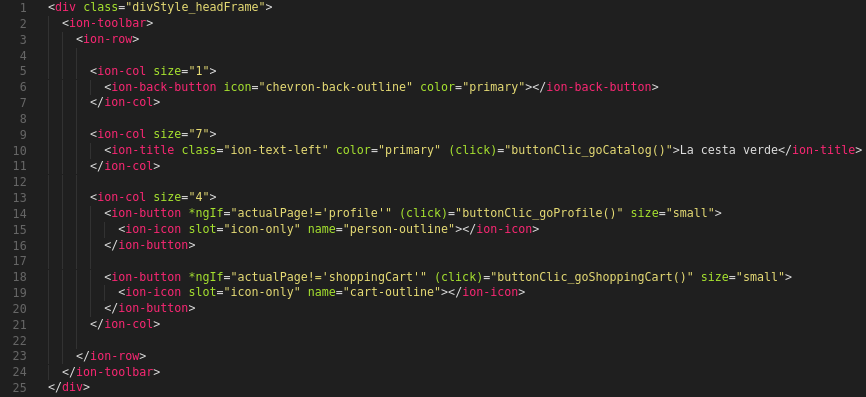 1 <div class="divStyle_headFrame">
2 <ion-toolbar>
3 <ion-row>
4
5 <ion-col size="1">
6 <ion-back-button icon="chevron-back-outline" color="primary"></ion-back-button>
7 </ion-col>
8
9 <ion-col size="7">
10 <ion-title class="ion-text-left" color="primary" (click)="buttonClic_goCatalog()">La cesta verde</ion-title>
11 </ion-col>
12
13 <ion-col size="4">
14 <ion-button *ngIf="actualPage!='profile'" (click)="buttonClic_goProfile()" size="small">
15 <ion-icon slot="icon-only" name="person-outline"></ion-icon>
16 </ion-button>
17
18 <ion-button *ngIf="actualPage!='shoppingCart'" (click)="buttonClic_goShoppingCart()" size="small">
19 <ion-icon slot="icon-only" name="cart-outline"></ion-icon>
20 </ion-button>
21 </ion-col>
22
23 </ion-row>
24 </ion-toolbar>
25 </div>